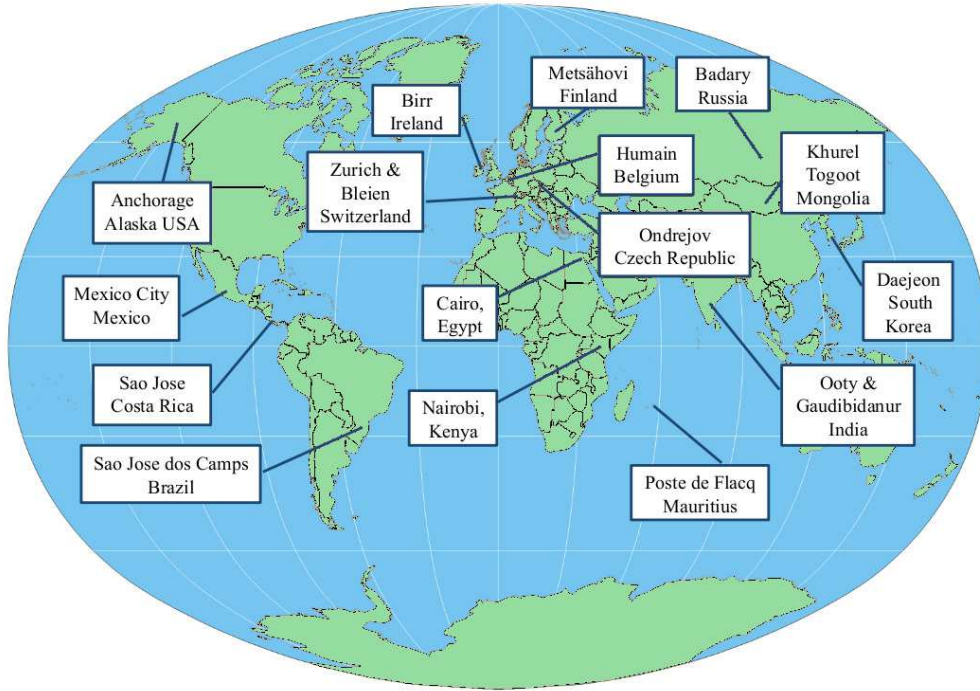 Metsähovi
Finland
Badary
Russia
Birr
Ireland
Zurich &
Bleien
Switzerland
Humain
Belgium
Khurel
Togoot
Mongolia
Anchorage
Alaska USA
Ondrejov
Czech Republic
Mexico City
Mexico
Cairo,
Egypt
Daejeon
South
Korea
Sao Jose
Costa Rica
Nairobi,
Kenya
Ooty &
Gaudibidanur
India
Sao Jose dos Camps
Brazil
Poste de Flacq
Mauritius